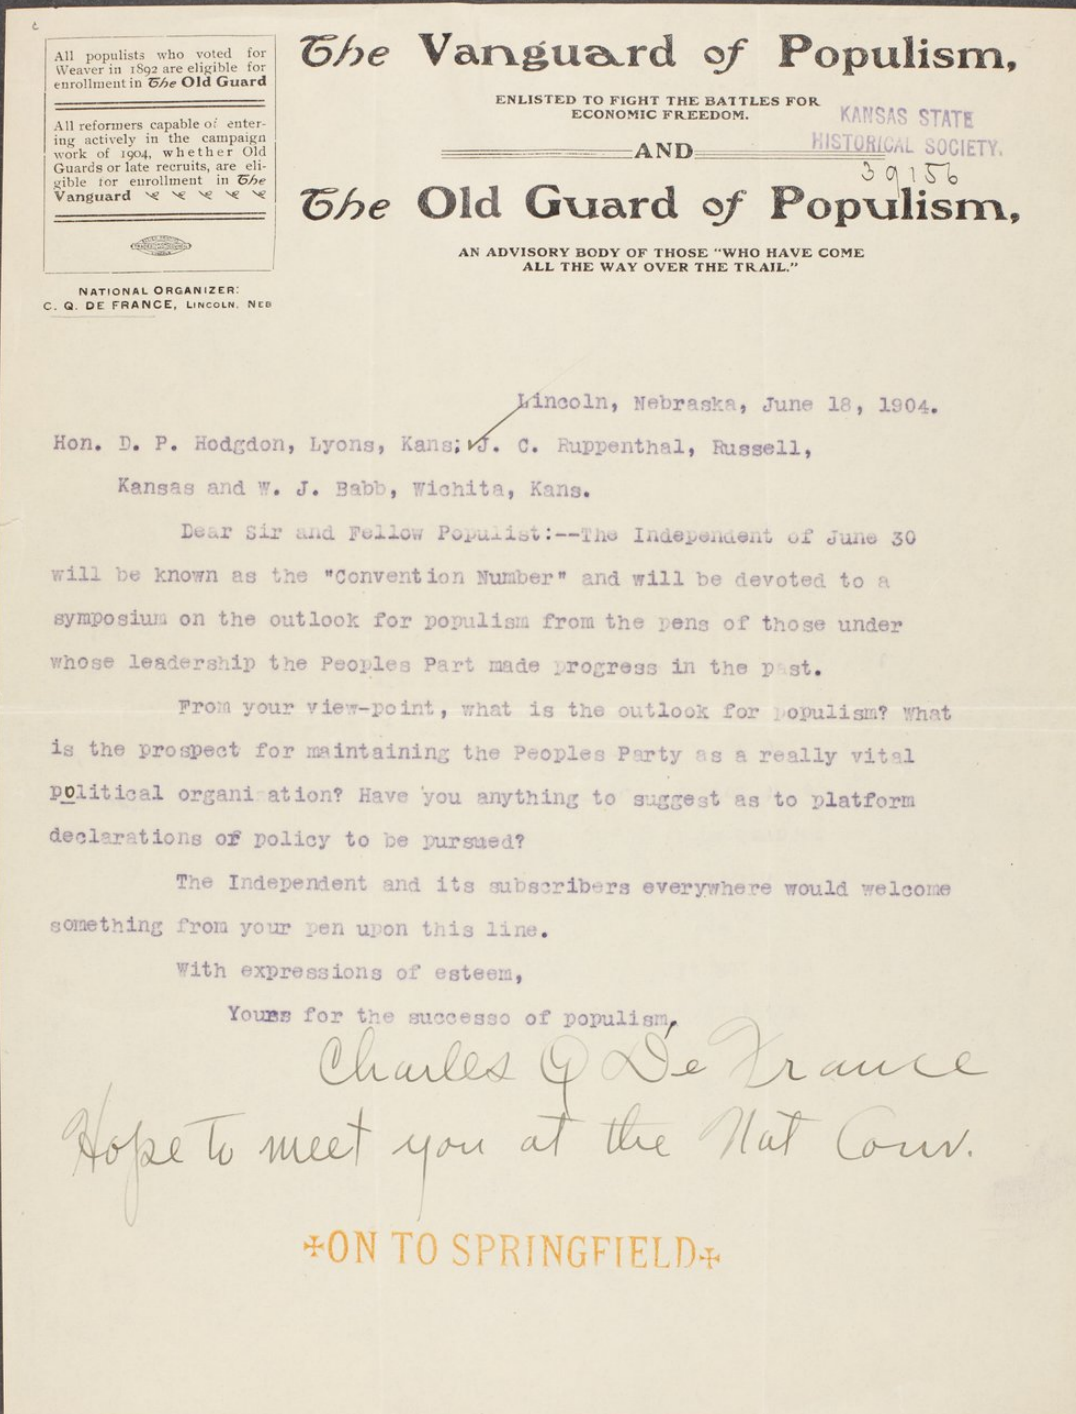 All populists who voted for
Weaver in 1892 are eligible for
enrollment in The Old Guard
All reformers capable of enter-
ing actively in the campaign
work of 1904, whether Old
Guards or late recruits, are eli-
gible for enrollment in The
Vanguard
NATIONAL ORGANIZER:
C. Q. DE FRANCE, LINCOLN, NEB
The Vanguard of Populism,
ENLISTED TO FIGHT THE BATTLES FOR
ECONOMIC FREEDOM.
KANSAS STATE
HISTORICAL SOCIETY.
39156
AND
The Old Guard of Populism,
AN ADVISORY BODY OF THOSE "WHO HAVE COME
ALL THE WAY OVER THE TRAIL."
Lincoln, Nebraska, June 18, 1904.
Hon. D. P. Hodgdon, Lyons, Kans; J. C. Ruppenthal, Russell,
Kansas and W. J. Babb, Wichita, Kans.
Dear Sir and Fellow Populist:--The Independent of June 30
will be known as the "Convention Number" and will be devoted to a
symposium on the outlook for populism from the pens of those under
whose leadership the Peoples Part made progress in the past.
From your view-point, what is the outlook for populism? What
is the prospect for maintaining the Peoples Party as a really vital
political organi ation? Have you anything to suggest as to platform
declarations or policy to be pursued?
The Independent and its subscribers everywhere would welcome
something from your pen upon this line.
With expressions of esteem,
Yours for the successo of populism,
Charles Q De France
Hope to meet you at the Nat Conv.
ON TO SPRINGFIELD